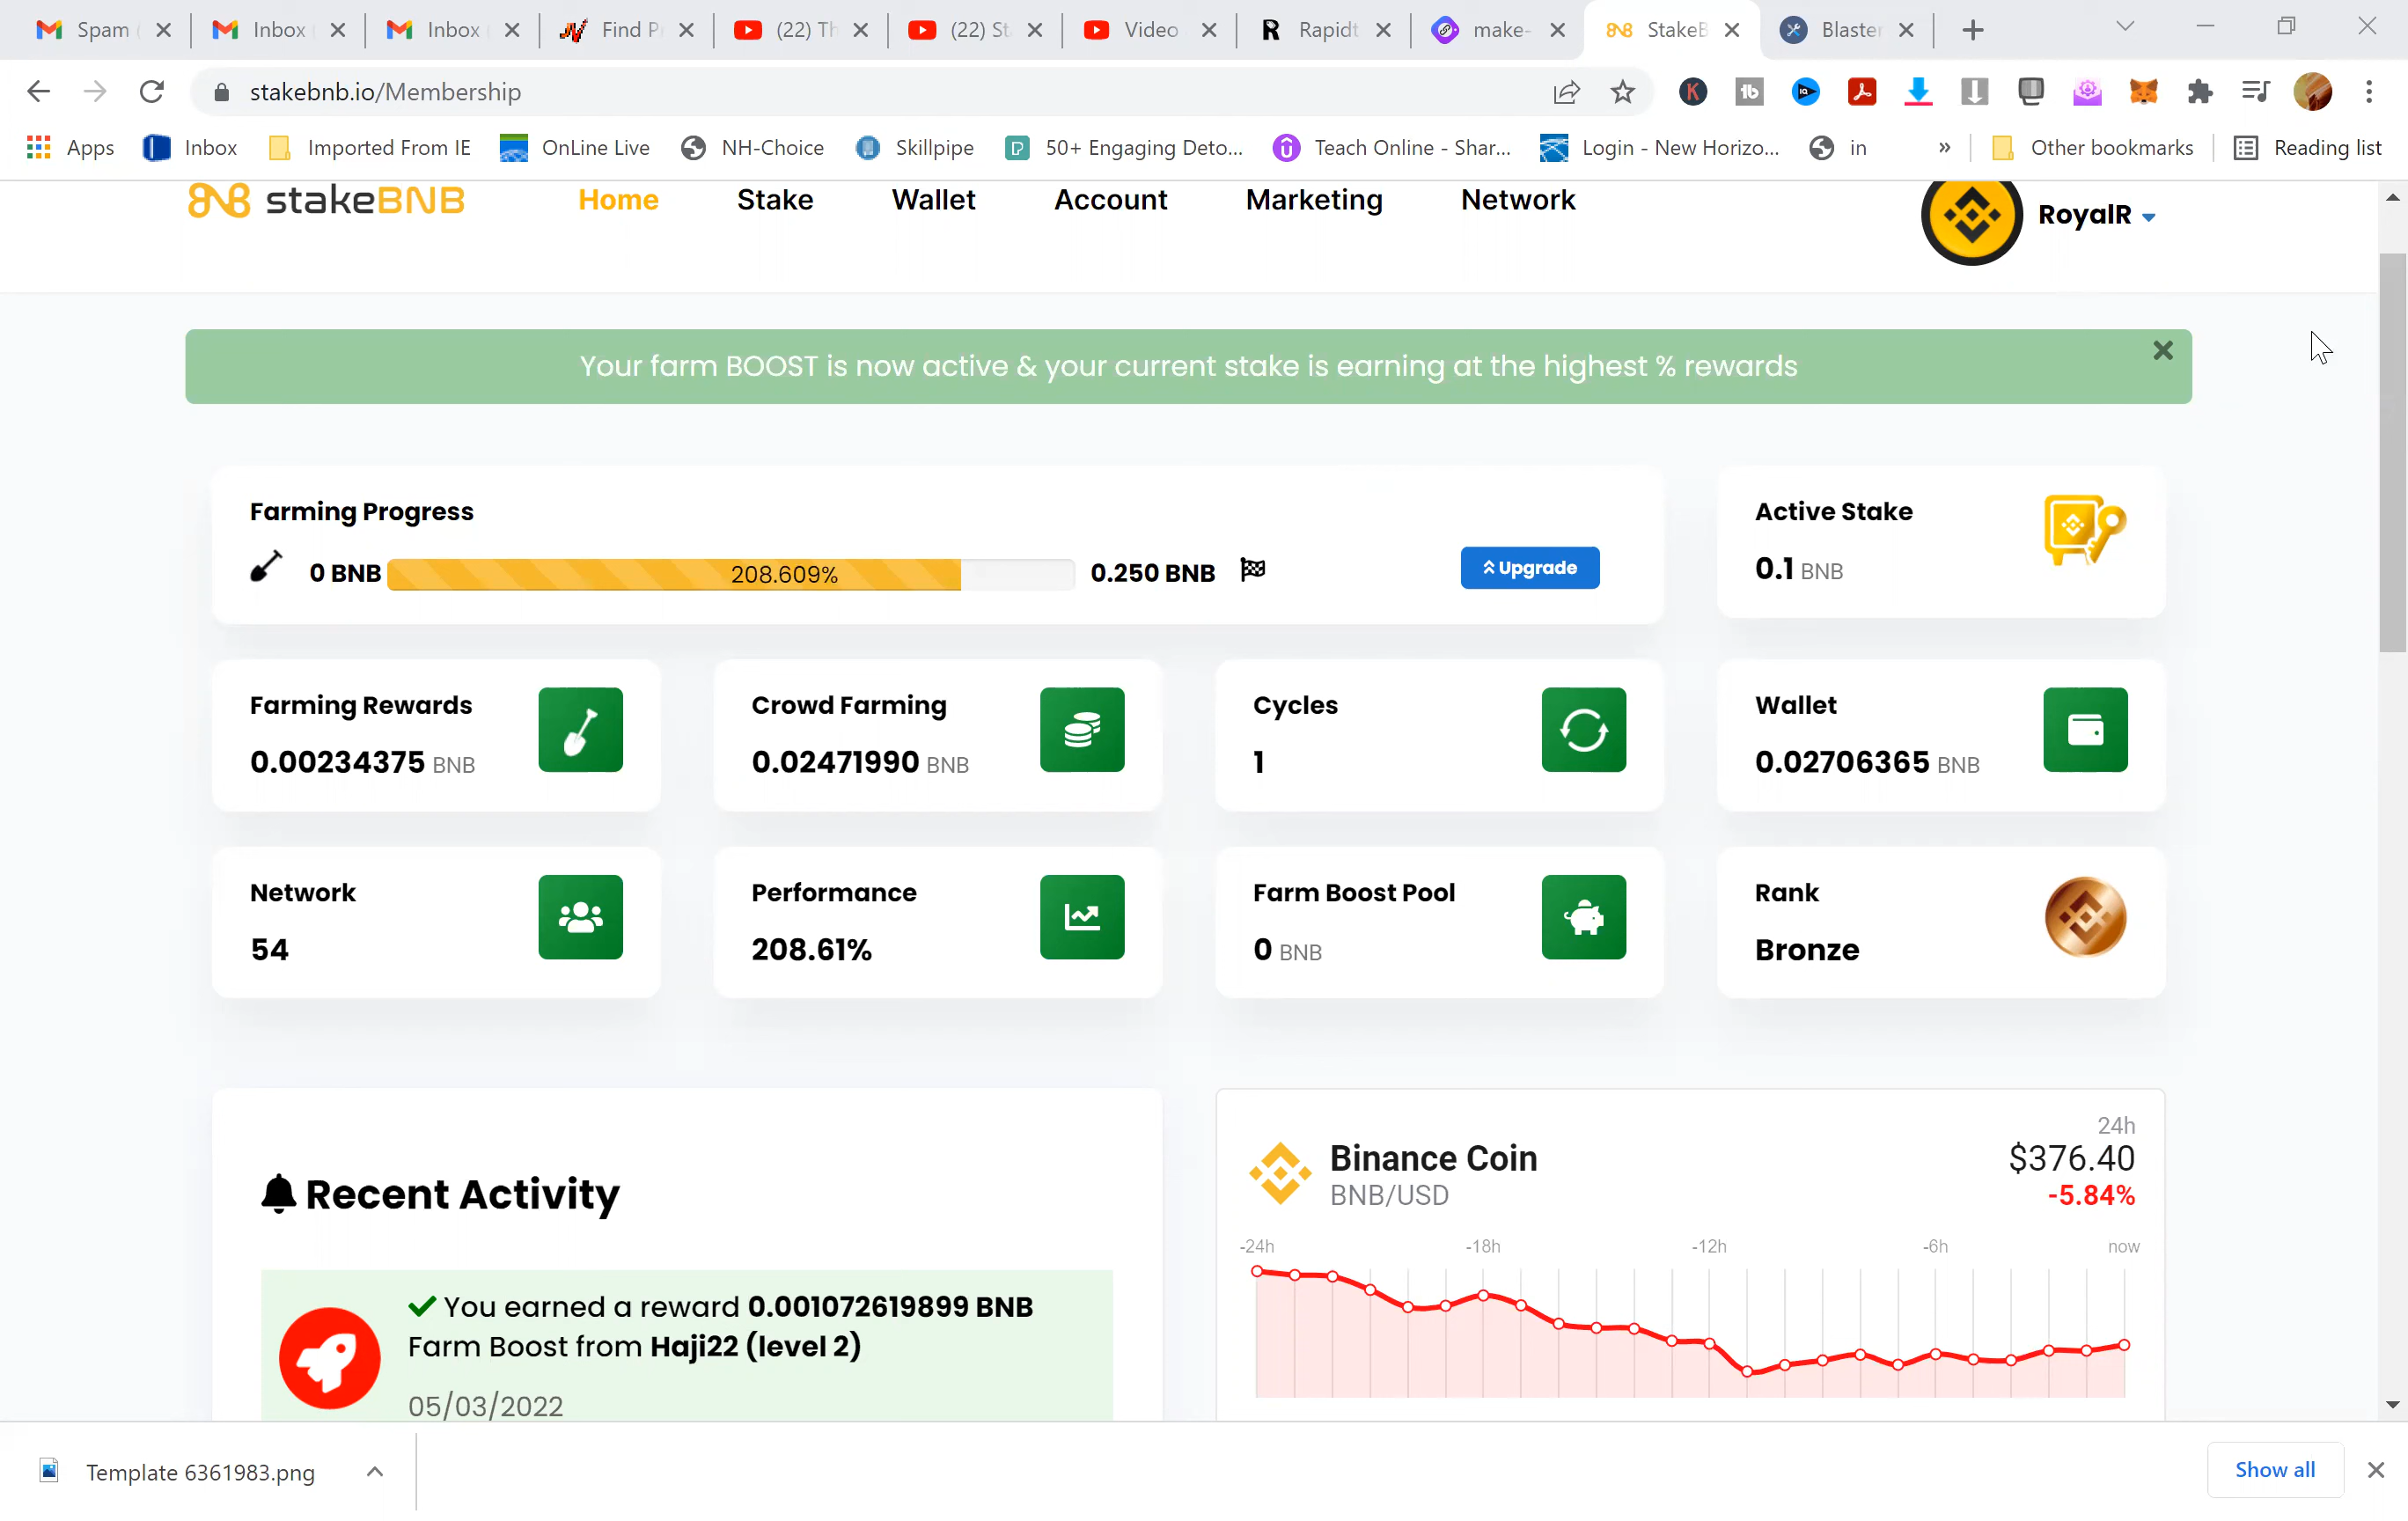 Spam
Inbox
Inbox
Find P
(22) Th
(22) St
Video
Rapidt
make-
StakeB
Blaster
stakebnb.io/Membership
Apps
Inbox
Imported From IE
OnLine Live
NH-Choice
Skillpipe
50+ Engaging Deto...
Teach Online - Shar...
Login - New Horizo...
in
»
Other bookmarks
Reading list
stakeBNB
Home
Stake
Wallet
Account
Marketing
Network
RoyalR
Your farm BOOST is now active & your current stake is earning at the highest % rewards
Farming Progress
0 BNB
208.609%
0.250 BNB
Upgrade
Active Stake
0.1 BNB
Farming Rewards
0.00234375 BNB
Crowd Farming
0.02471990 BNB
Cycles
1
Wallet
0.02706365 BNB
Network
54
Performance
208.61%
Farm Boost Pool
0 BNB
Rank
Bronze
Recent Activity
You earned a reward 0.001072619899 BNB
Farm Boost from Haji22 (level 2)
05/03/2022
Binance Coin
BNB/USD
24h
$376.40
-5.84%
-24h
-18h
-12h
-6h
now
Template 6361983.png
Show all